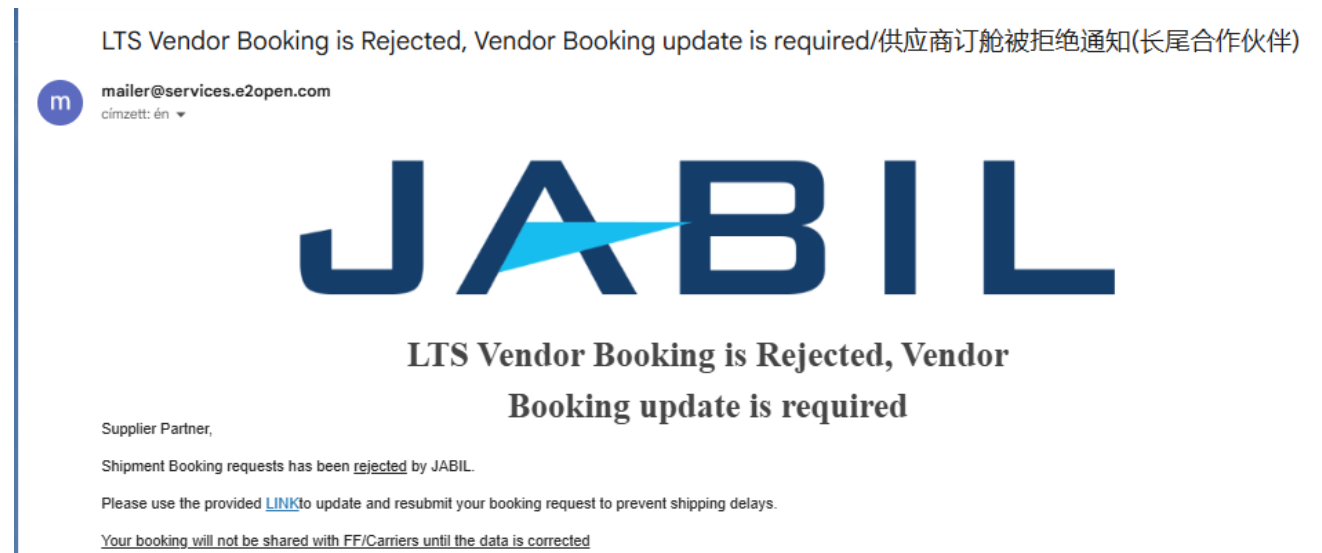 LTS Vendor Booking is Rejected, Vendor Booking update is required/供应商订舱被拒绝通知(长尾合作伙伴)
m
mailer@services.e2open.com
címzett: én
JABIL
LTS Vendor Booking is Rejected, Vendor
Booking update is required
Supplier Partner,
Shipment Booking requests has been rejected by JABIL.
Please use the provided LINKto update and resubmit your booking request to prevent shipping delays.
Your booking will not be shared with FF/Carriers until the data is corrected